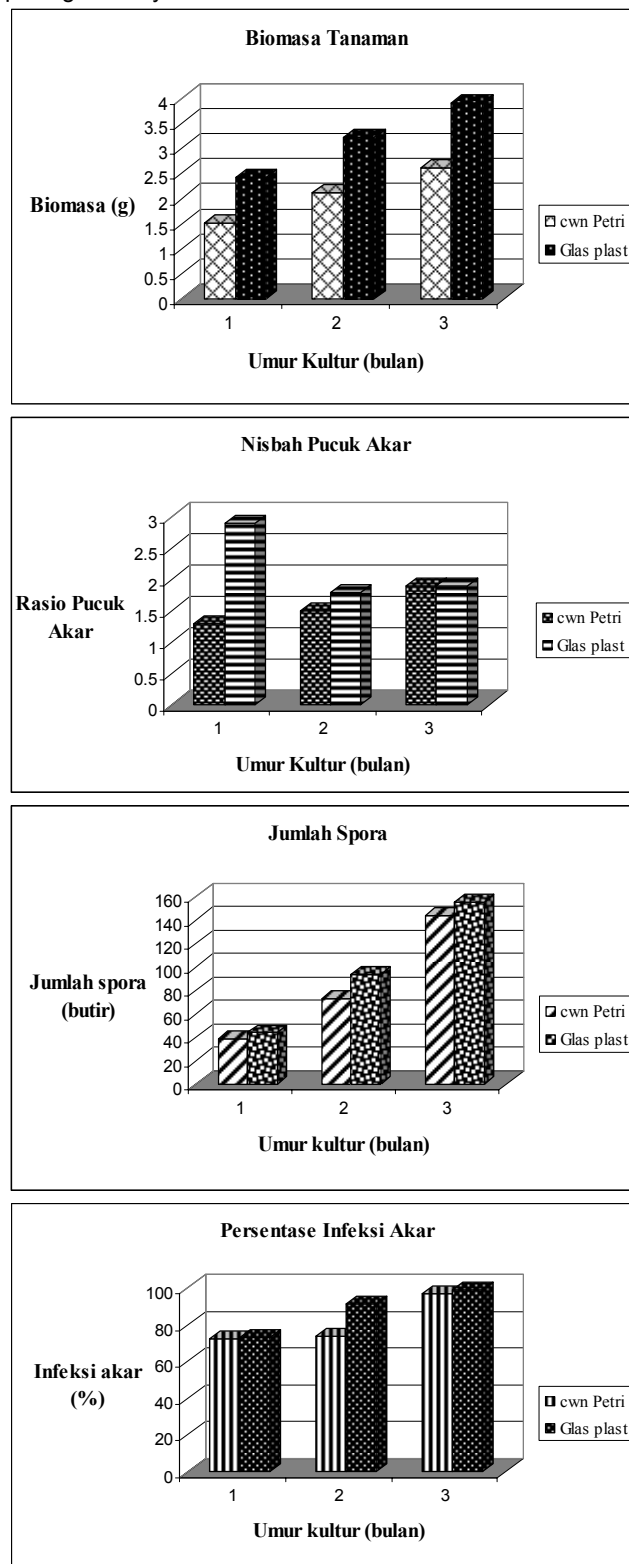 Biomasa Tanaman
4
3.5
3
2.5
2
1.5
1
0.5
0
Biomasa (g)
1 2 3
Umur Kultur (bulan)
cwn Petri
Glas plast
Nisbah Pucuk Akar
3
2.5
2
1.5
1
0.5
0
Rasio Pucuk
Akar
1 2 3
Umur Kultur (bulan)
cwn Petri
Glas plast
Jumlah Spora
160
140
120
100
80
60
40
20
0
Jumlah spora
(butir)
1 2 3
Umur kultur (bulan)
cwn Petri
Glas plast
Persentase Infeksi Akar
100
80
60
40
20
0
Infeksi akar
(%)
1 2 3
Umur kultur (bulan)
cwn Petri
Glas plast